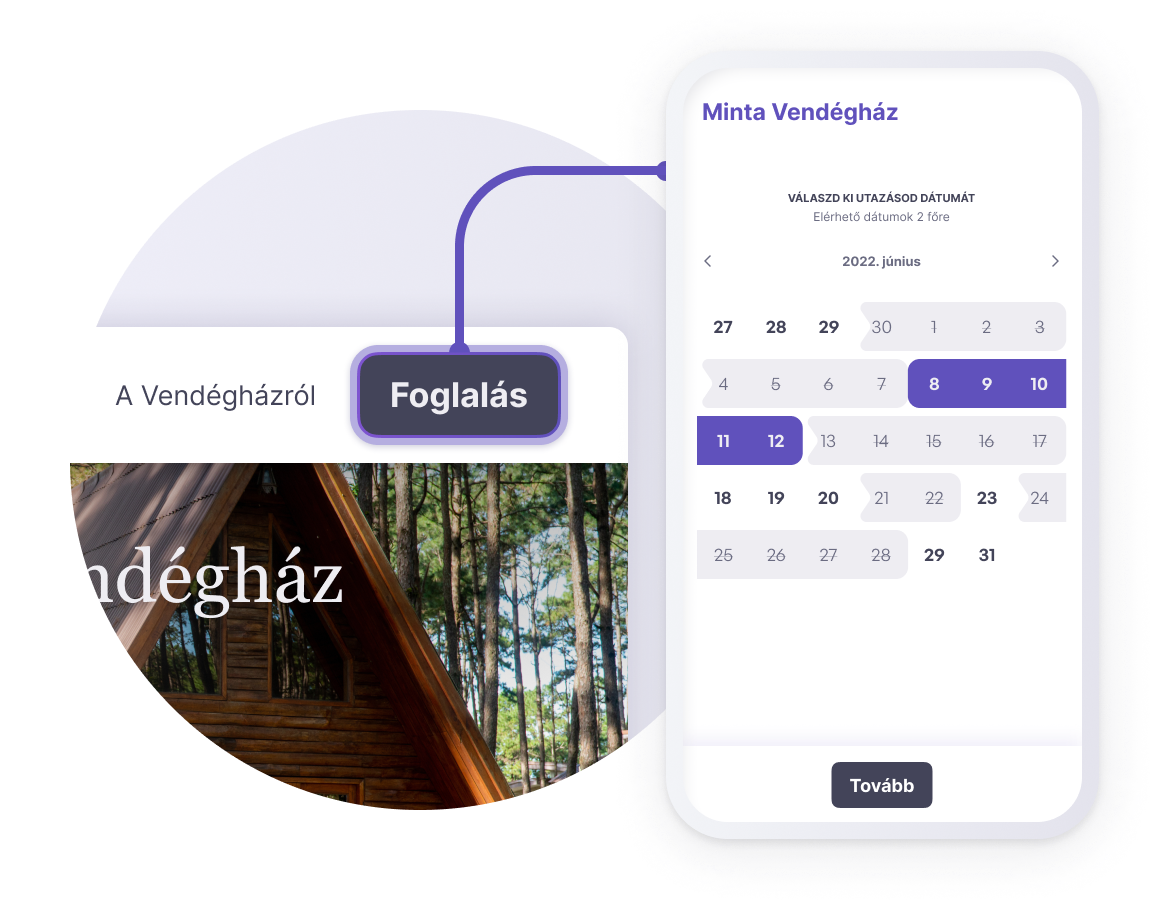 A Vendégházról
Foglalás
ndégház
Minta Vendégház
VÁLASZD KI UTAZÁSOD DÁTUMÁT
Elérhető dátumok 2 főre
2022. június
27 28 29 30 1 2 3
4 5 6 7 8 9 10
11 12 13 14 15 16 17
18 19 20 21 22 23 24
25 26 27 28 29 31
Tovább